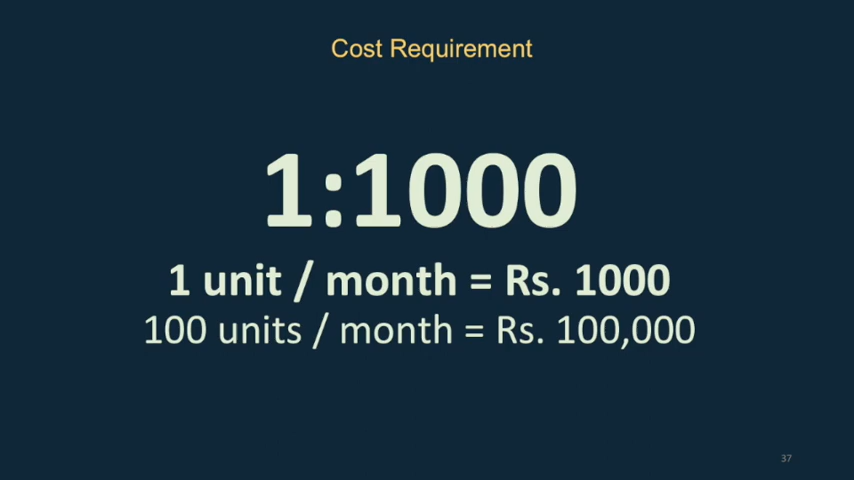 Cost Requirement
1:1000
1 unit / month = Rs. 1000
100 units / month = Rs. 100,000
37